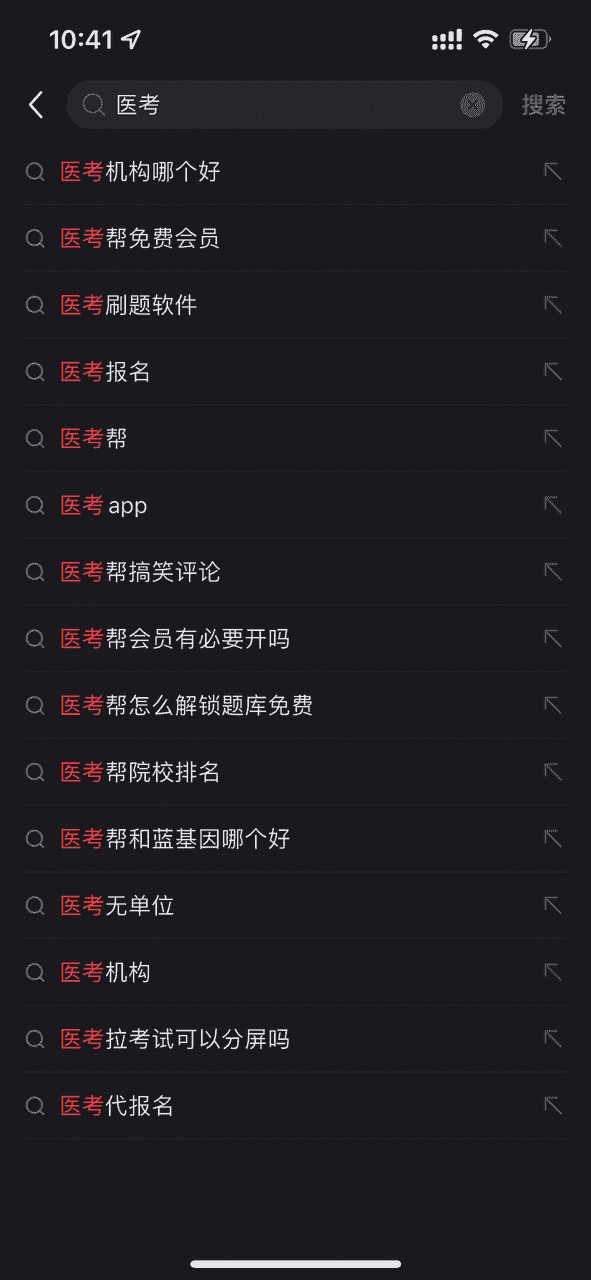 10:41
医考
搜索
医考机构哪个好
医考帮免费会员
医考刷题软件
医考报名
医考帮
医考app
医考帮搞笑评论
医考帮会员有必要开吗
医考帮怎么解锁题库免费
医考帮院校排名
医考帮和蓝基因哪个好
医考无单位
医考机构
医考拉考试可以分屏吗
医考代报名